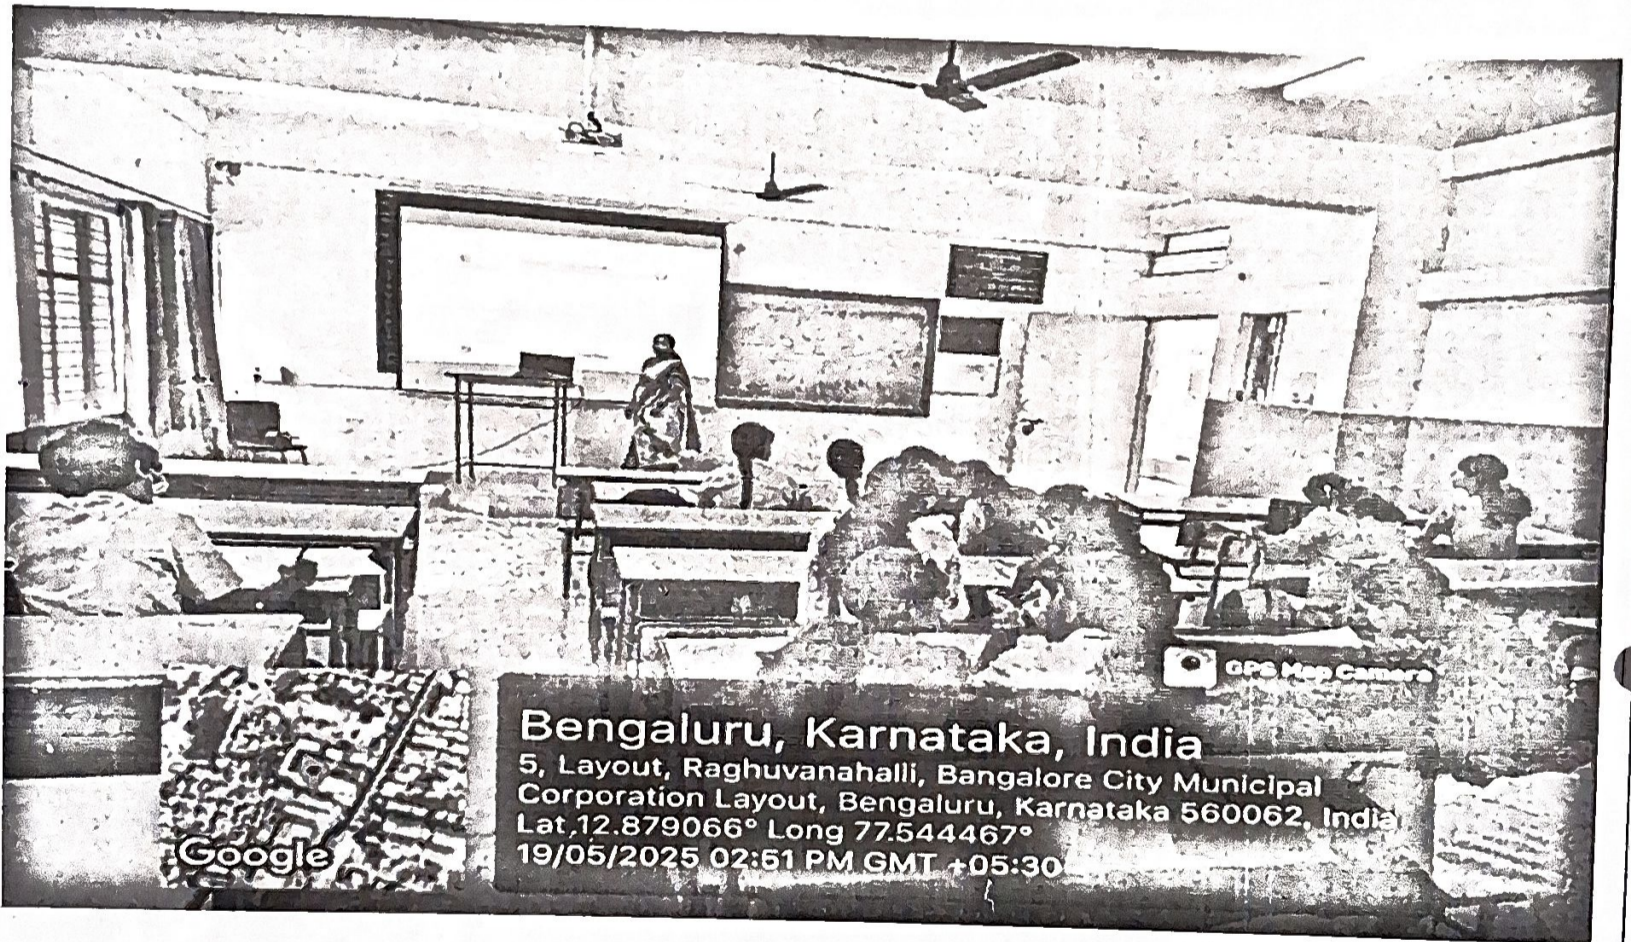 GPS Map Camera
Bengaluru, Karnataka, India
5, Layout, Raghuvanahalli, Bangalore City Municipal
Corporation Layout, Bengaluru, Karnataka 560062, India
Lat,12.879066° Long 77.544467°
19/05/2025 02:51 PM GMT +05:30
Google